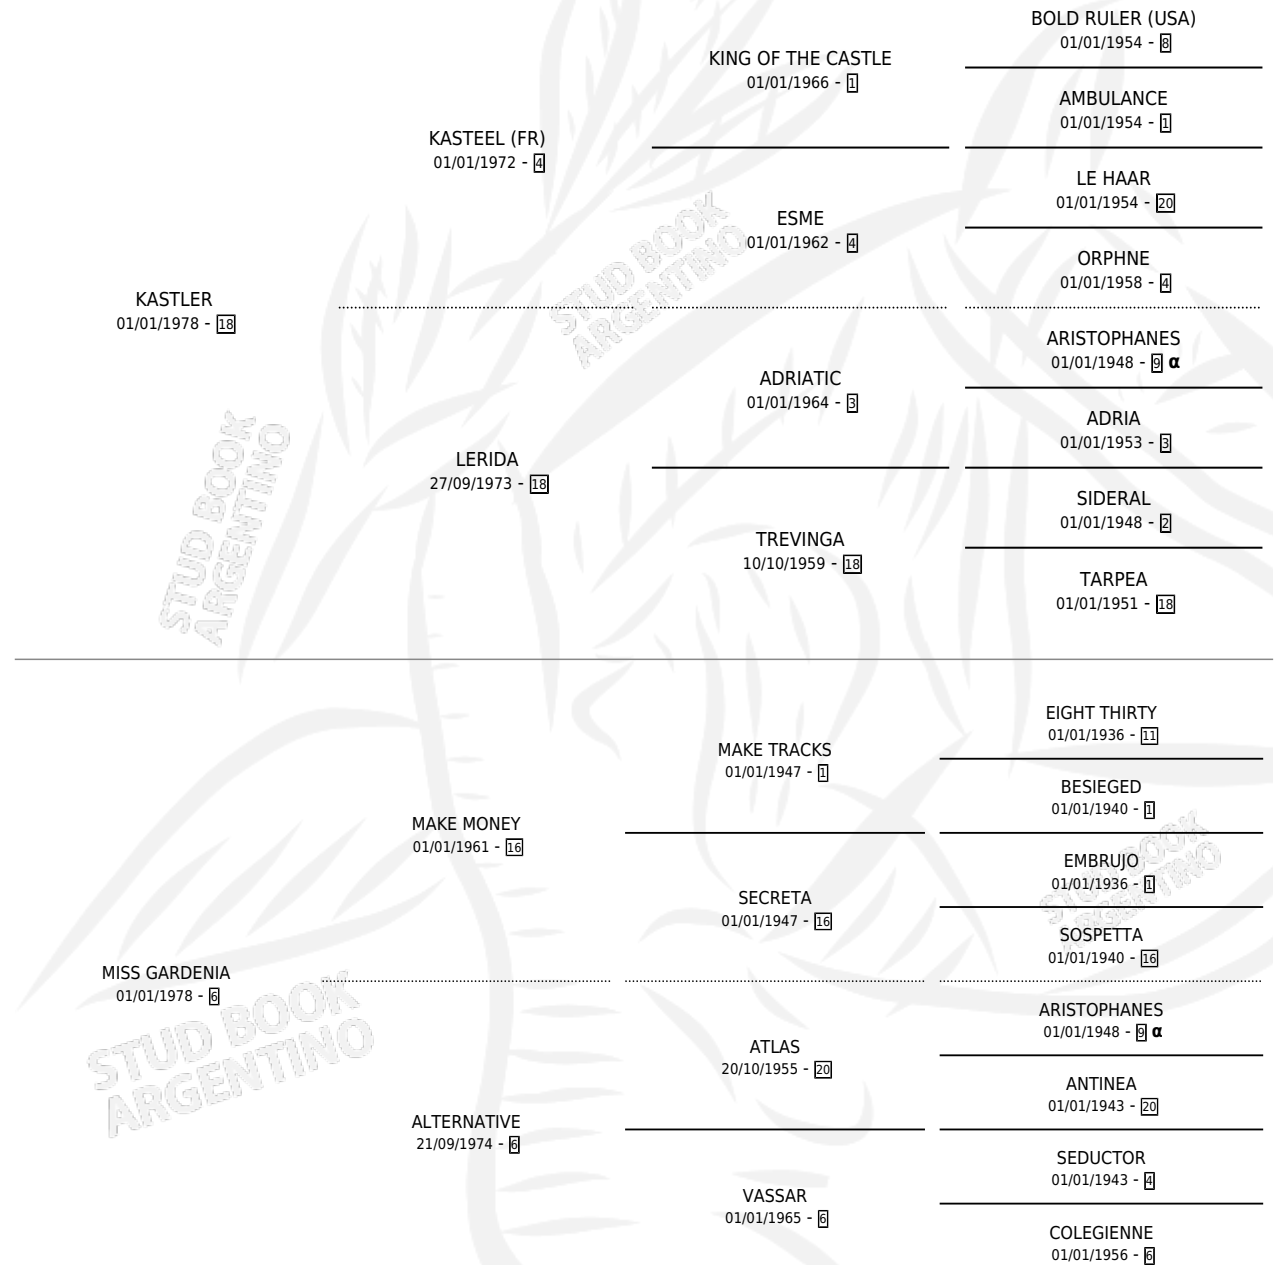 BOLD RULER (USA)
01/01/1954 - 8
KING OF THE CASTLE
01/01/1966 - 1
AMBULANCE
01/01/1954 - 1
KASTEEL (FR)
01/01/1972 - 4
LE HAAR
01/01/1954 - 20
ESME
01/01/1962 - 4
ORPHNE
01/01/1958 - 4
KASTLER
01/01/1978 - 18
ARISTOPHANES
01/01/1948 - 9 α
ADRIATIC
01/01/1964 - 3
ADRIA
01/01/1953 - 3
LERIDA
27/09/1973 - 18
SIDERAL
01/01/1948 - 2
TREVINGA
10/10/1959 - 18
TARPEA
01/01/1951 - 18
EIGHT THIRTY
01/01/1936 - 11
MAKE TRACKS
01/01/1947 - 1
BESIEGED
01/01/1940 - 1
MAKE MONEY
01/01/1961 - 16
EMBRUJO
01/01/1936 - 1
SECRETA
01/01/1947 - 16
SOSPETTA
01/01/1940 - 16
MISS GARDENIA
01/01/1978 - 6
ARISTOPHANES
01/01/1948 - 9 α
ATLAS
20/10/1955 - 20
ANTINEA
01/01/1943 - 20
ALTERNATIVE
21/09/1974 - 6
SEDUCTOR
01/01/1943 - 4
VASSAR
01/01/1965 - 6
COLEGIENNE
01/01/1956 - 6
STUD BOOK
ARGENTINO
STUD BOOK
ARGENTINO
STUD BOOK
ARGENTINO
STUD BOOK
ARGENTINO